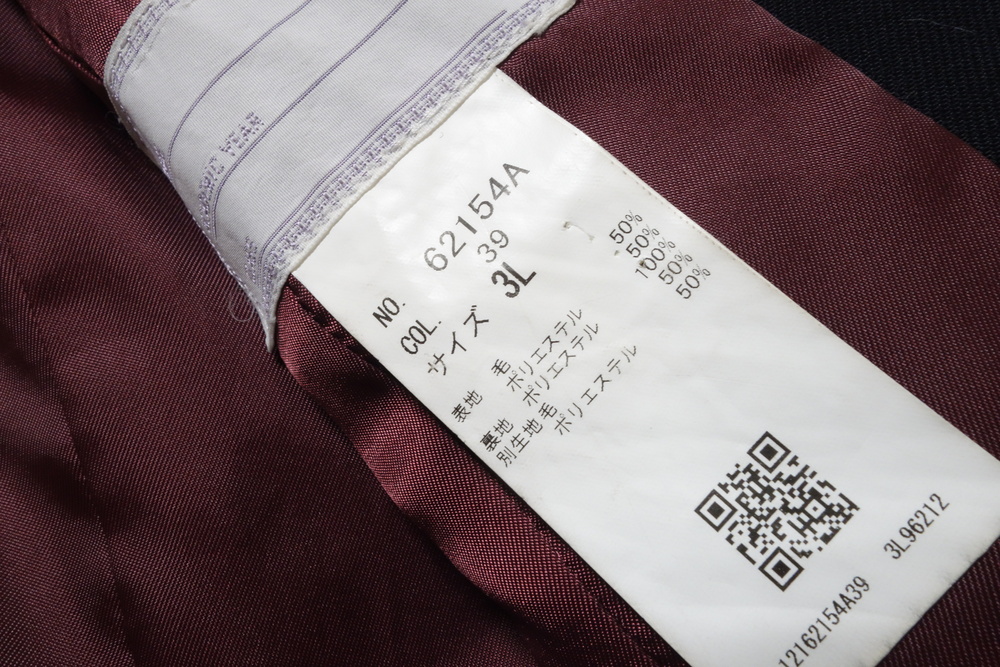 WEAR
NO. 62154A
COL. 39
サイズ 3L
表地 毛 50%
ポリエステル 50%
裏地 ポリエステル 100%
別生地毛 50%
ポリエステル 50%
3L96212
12162154A39